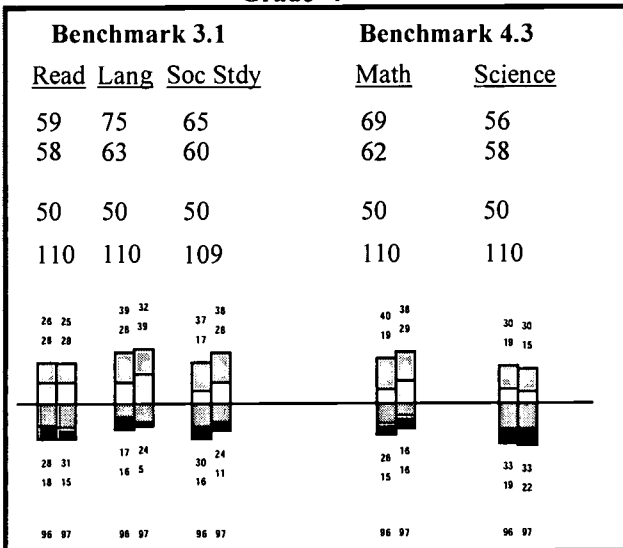 Benchmark 3.1 Benchmark 4.3
Read Lang Soc Stdy Math Science
59 75 65 69 56
58 63 60 62 58
50 50 50 50 50
110 110 109 110 110
26 25 39 32 37 38 40 38 30 30
28 28 28 39 17 28 19 29 19 15
28 31 17 24 30 24 26 16 33 33
18 15 16 5 16 11 15 16 19 22
96 97 96 97 96 97 96 97 96 97